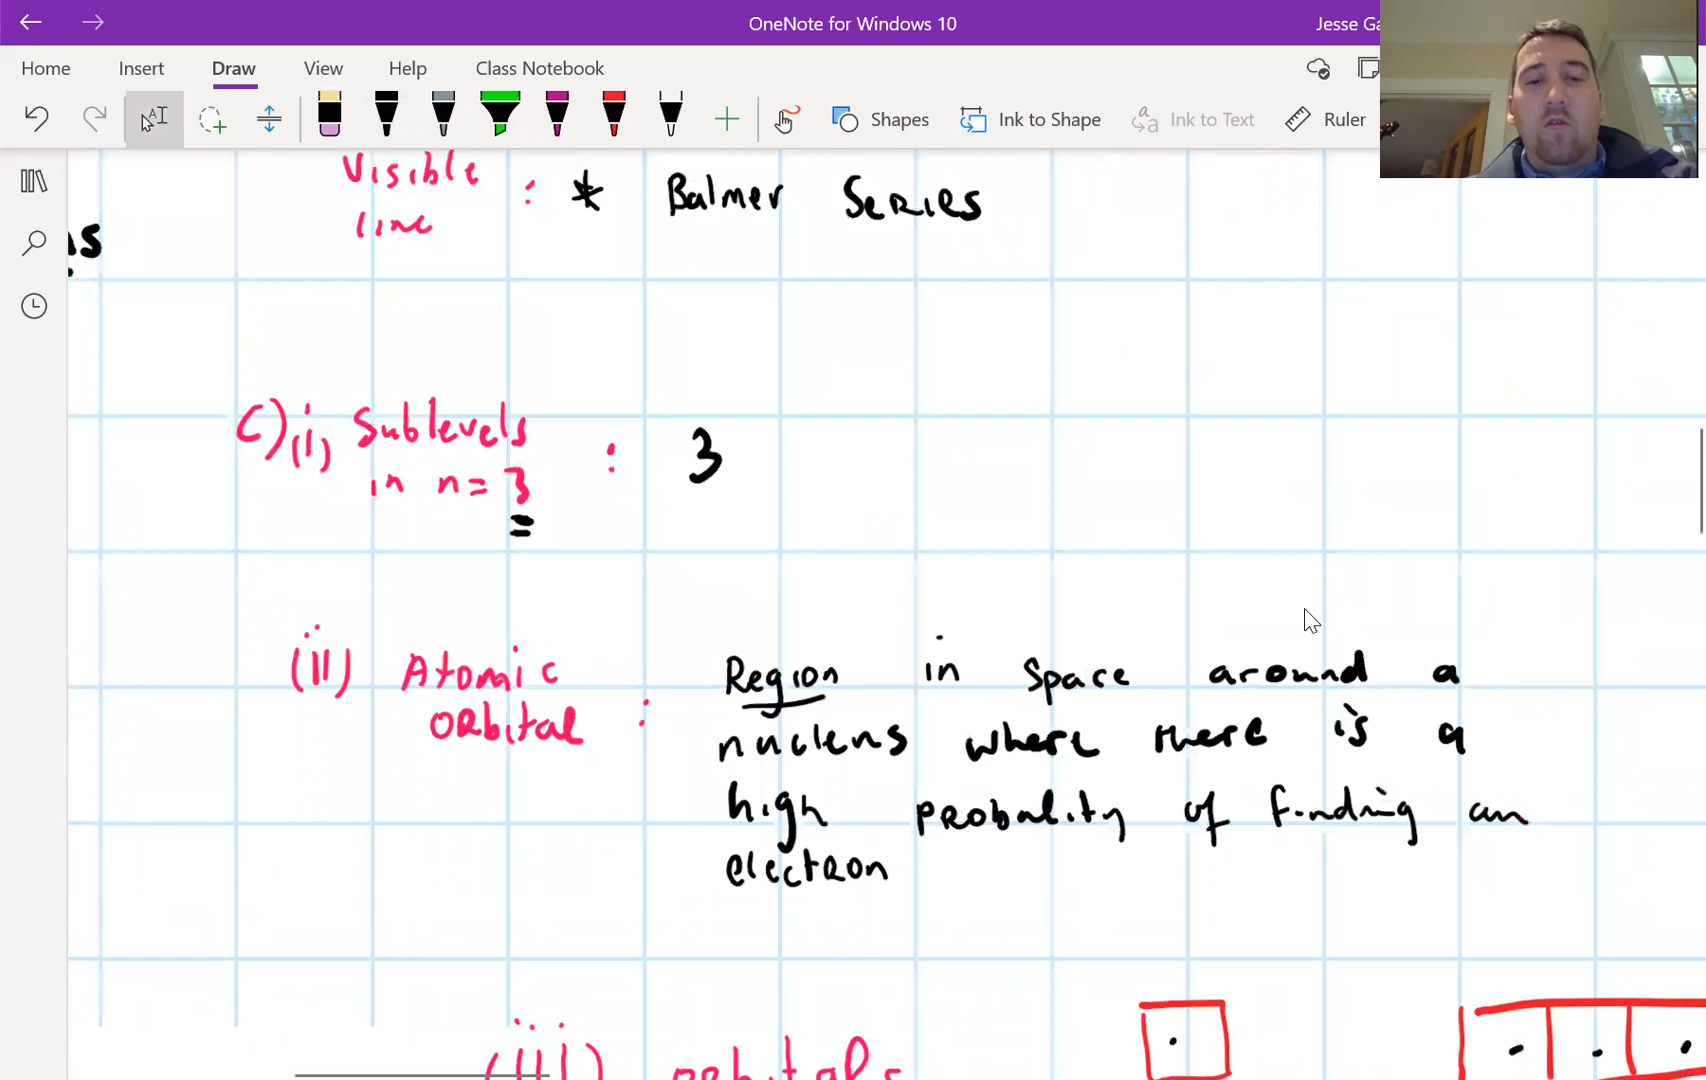 OneNote for Windows 10
Jesse Ga
Home Insert Draw View Help Class Notebook
Shapes Ink to Shape Ink to Text Ruler
Visible
line : * Balmer Series
C)(i) Sublevels
in n = 3 : 3
(ii) Atomic
orbital :
Region in space around a
nucleus where there is a
high probality of finding an
electron
(iii) orbitals